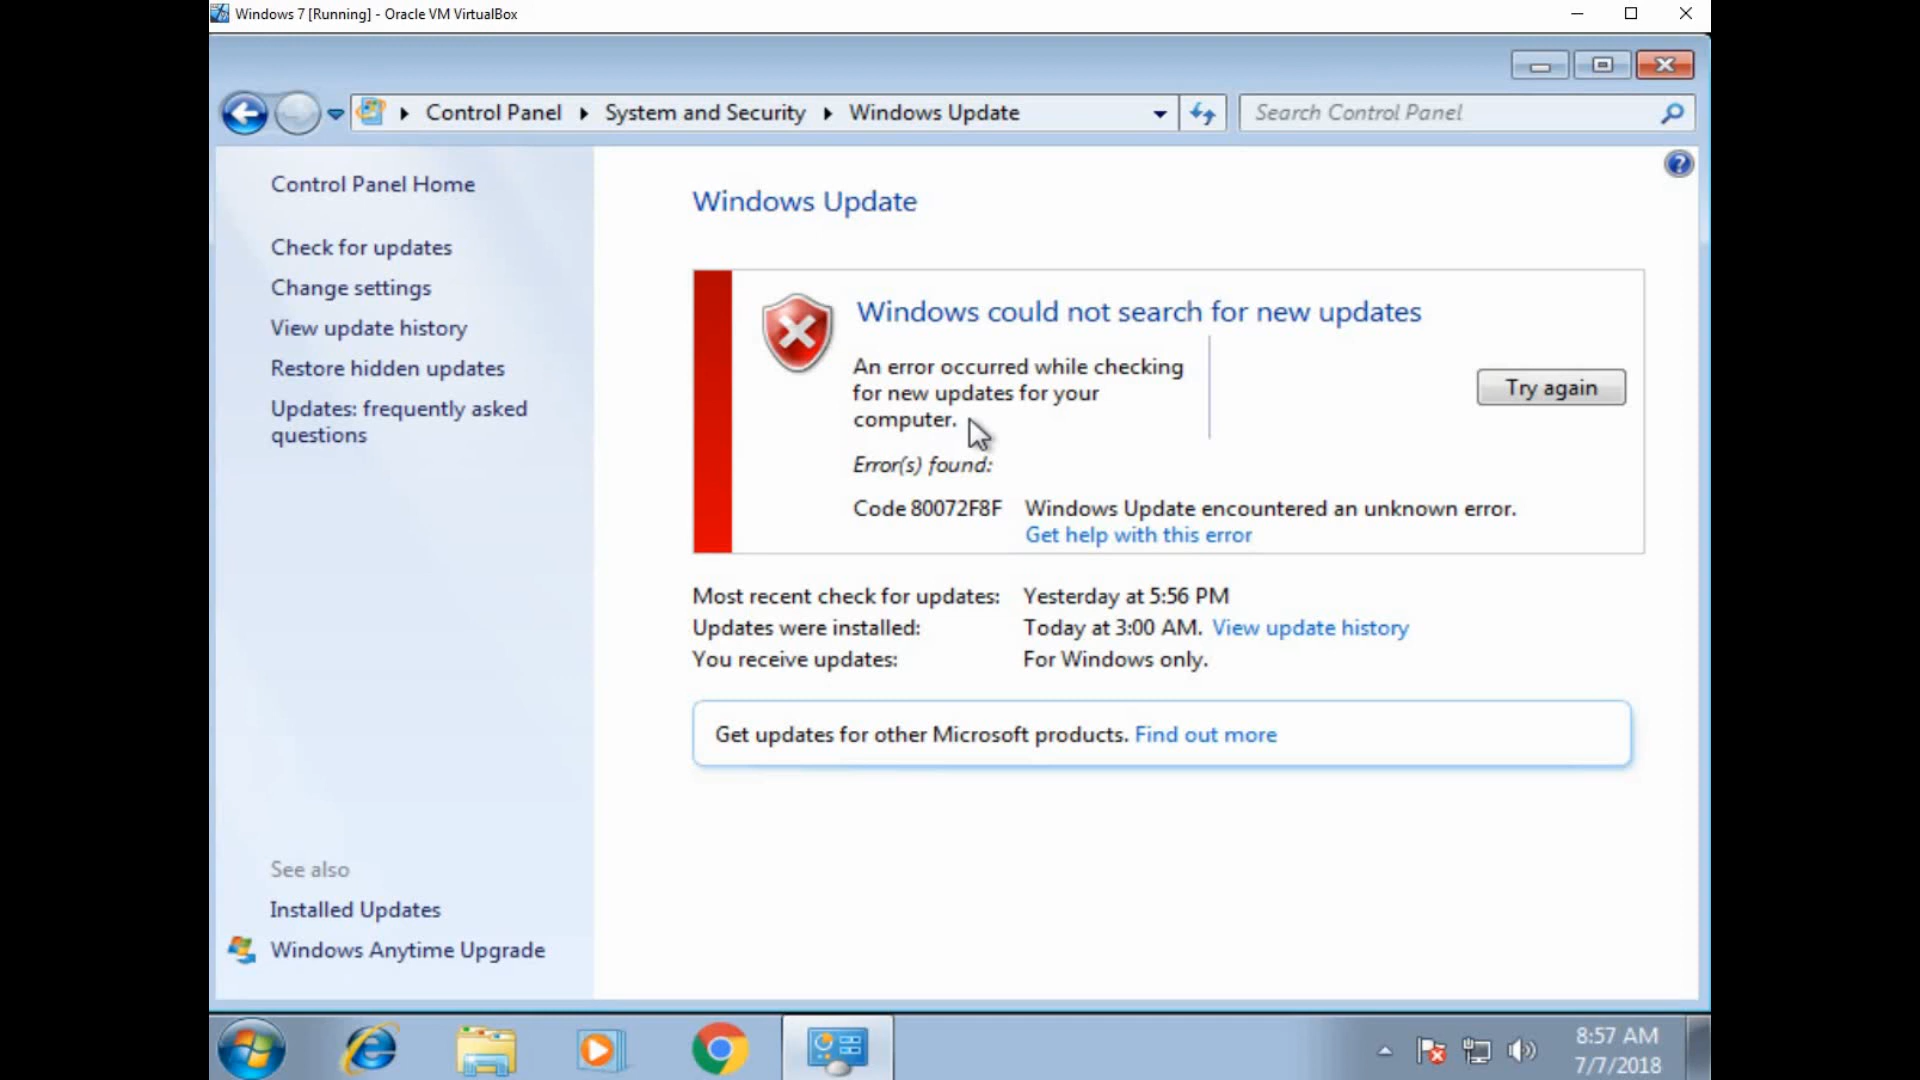 Windows 7 [Running] - Oracle VM VirtualBox
Control Panel System and Security Windows Update
Search Control Panel
Control Panel Home
Check for updates
Change settings
View update history
Restore hidden updates
Updates: frequently asked
questions
See also
Installed Updates
Windows Anytime Upgrade
Windows Update
Windows could not search for new updates
An error occurred while checking
for new updates for your
computer.
Try again
Error(s) found:
Code 80072F8F Windows Update encountered an unknown error.
Get help with this error
Most recent check for updates: Yesterday at 5:56 PM
Updates were installed: Today at 3:00 AM. View update history
You receive updates: For Windows only.
Get updates for other Microsoft products. Find out more
8:57 AM
7/7/2018